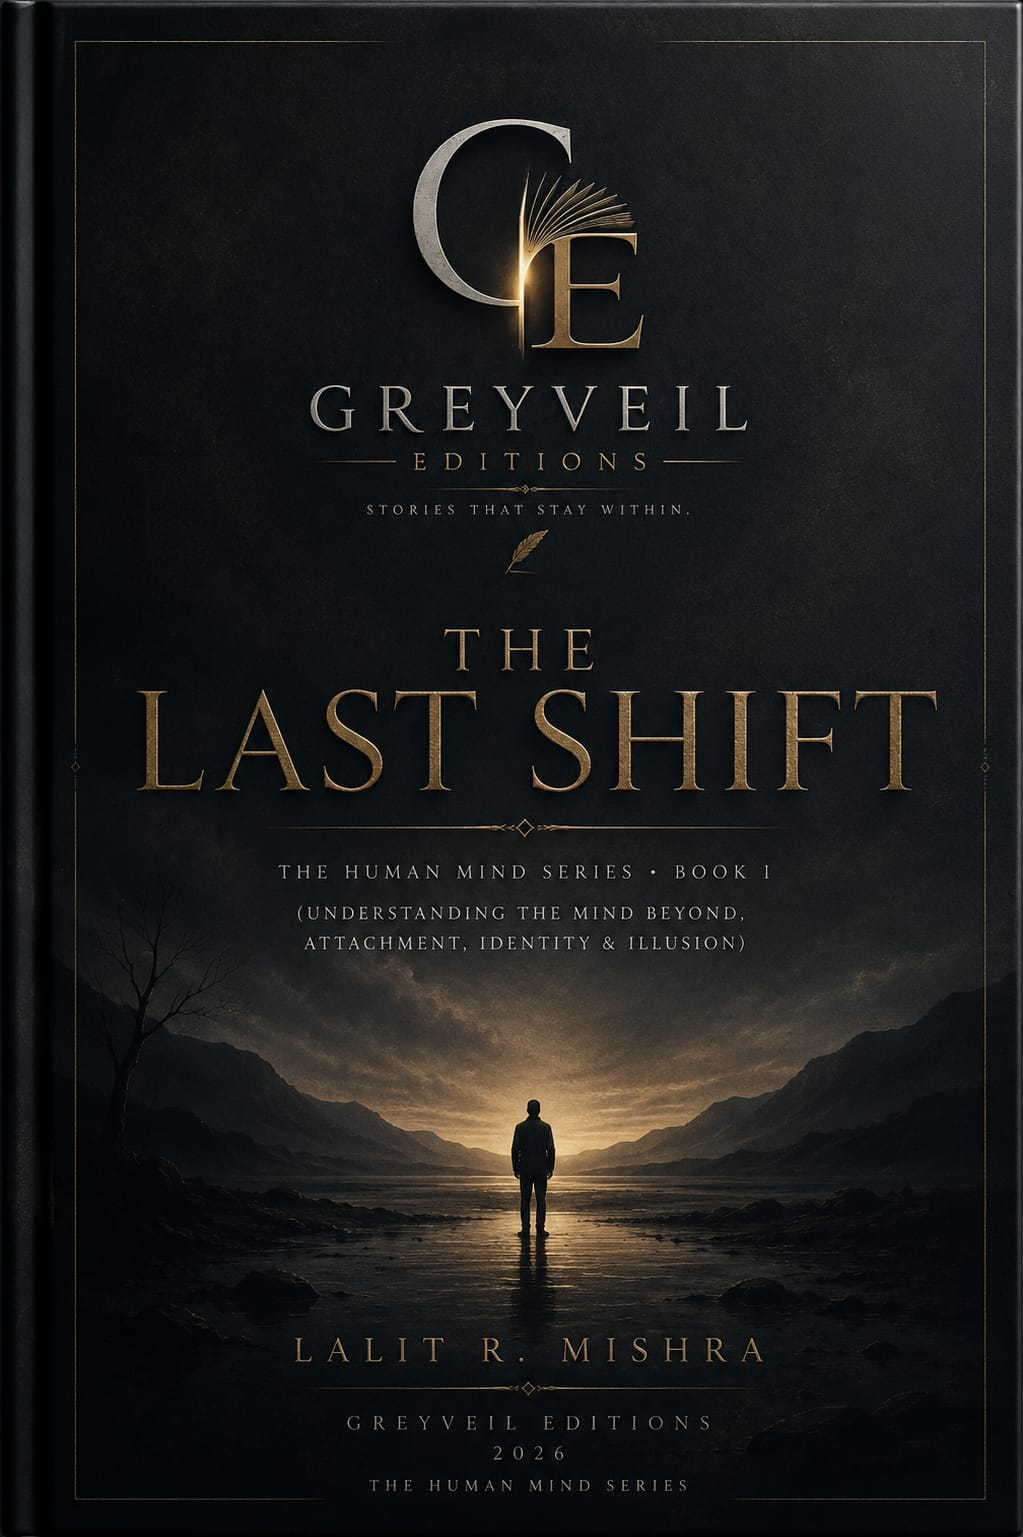 GE
GREYVEIL
EDITIONS
STORIES THAT STAY WITHIN.
THE
LAST SHIFT
THE HUMAN MIND SERIES • BOOK I
(UNDERSTANDING THE MIND BEYOND,
ATTACHMENT, IDENTITY & ILLUSION)
LALIT R. MISHRA
GREYVEIL EDITIONS
2026
THE HUMAN MIND SERIES